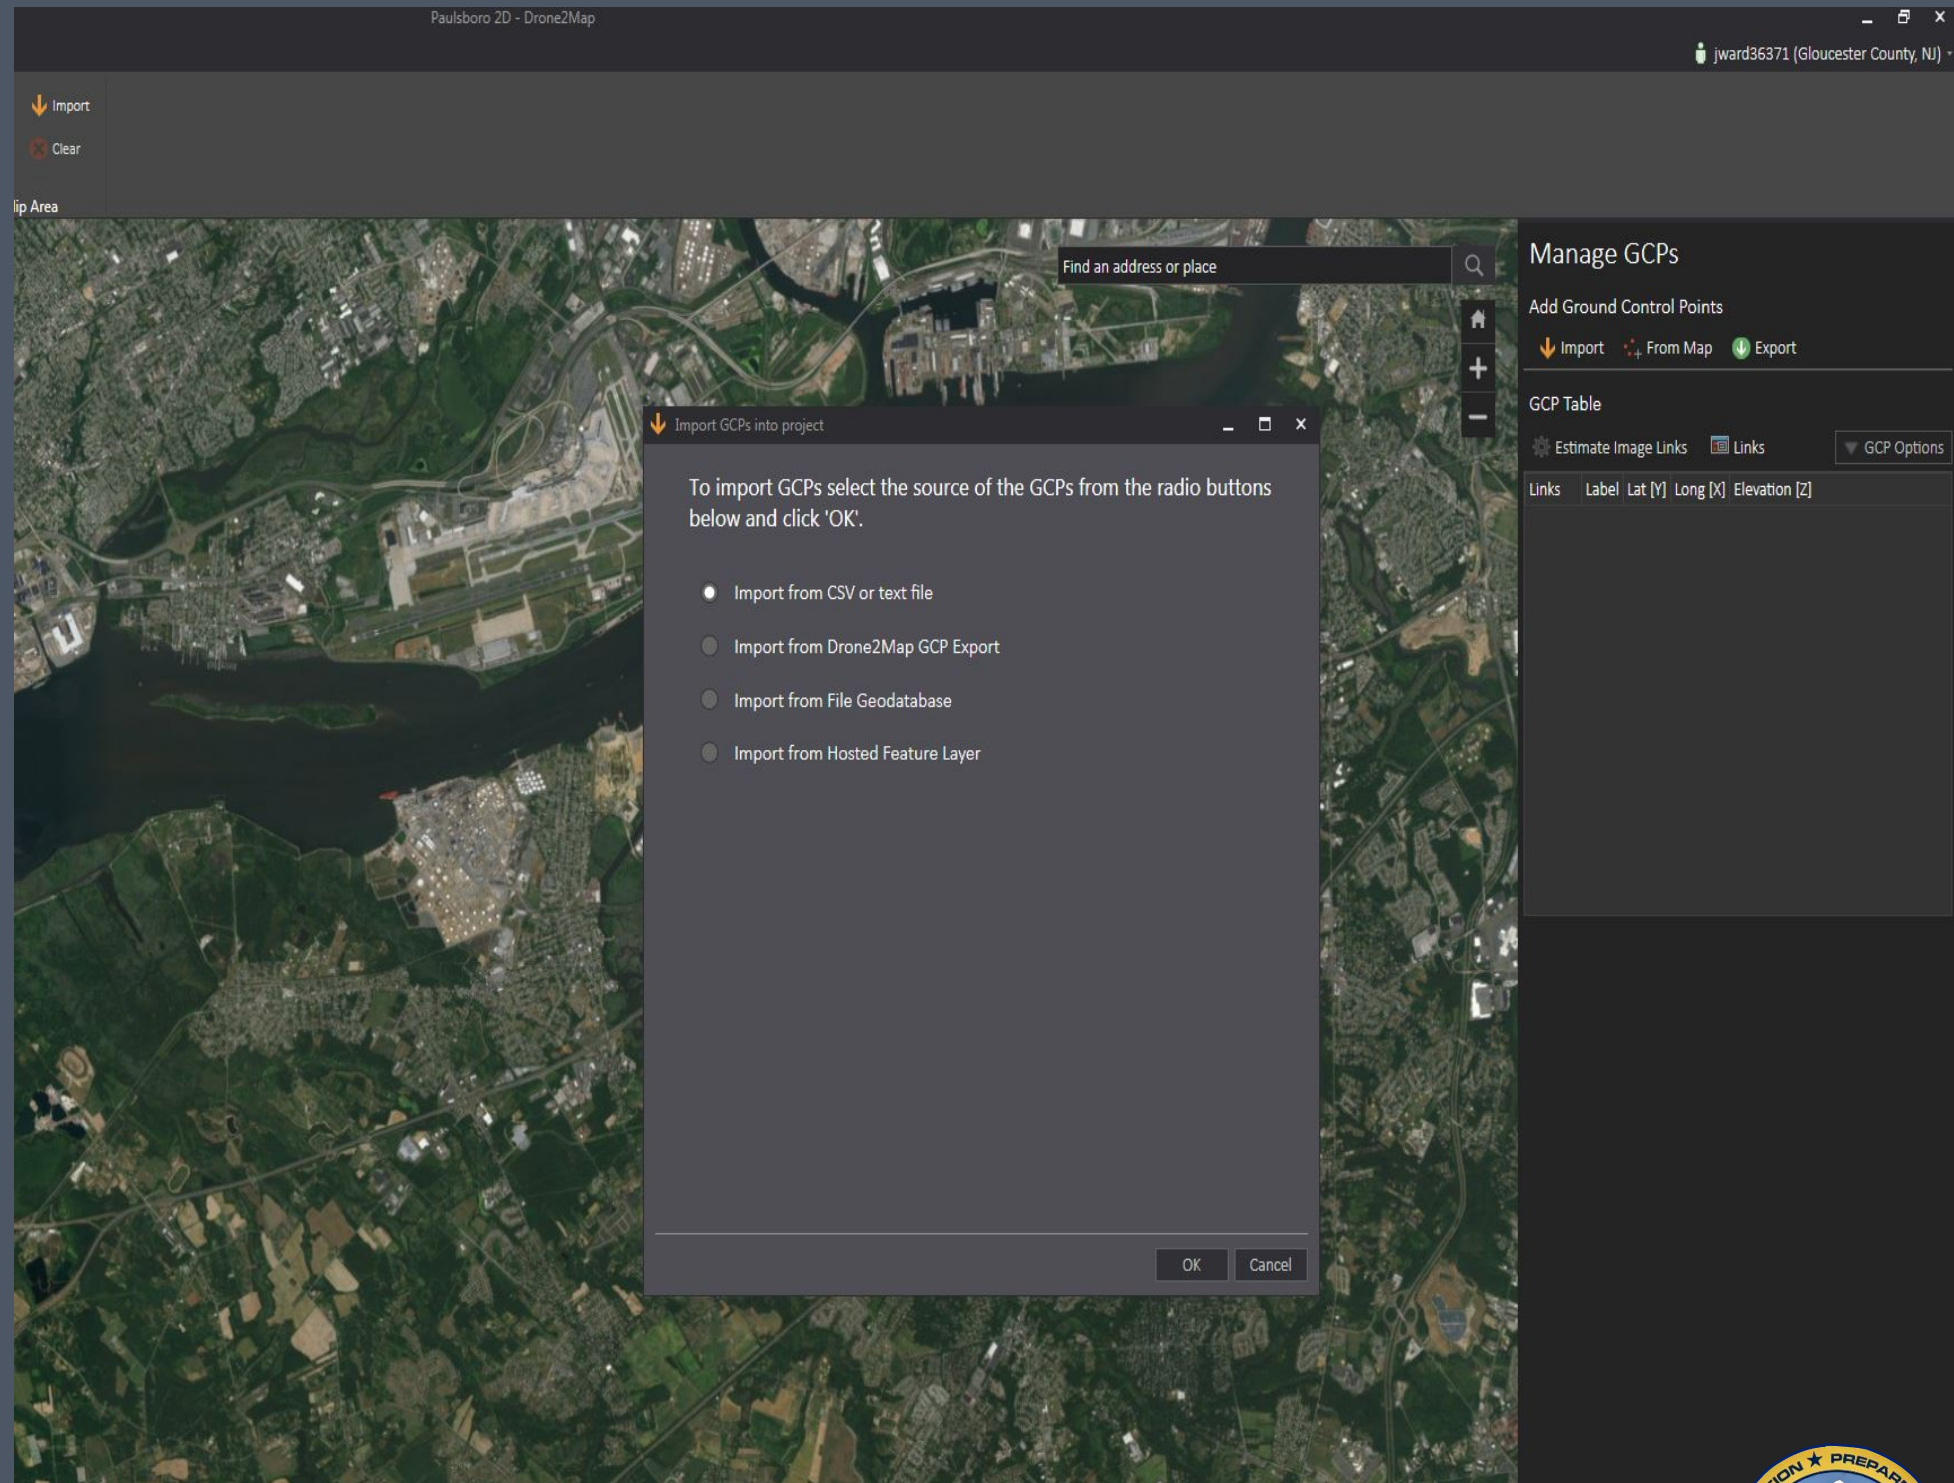 Paulsboro 2D - Drone2Map
jward36371 (Gloucester County, NJ)
Import
Clear
lip Area
Find an address or place
Import GCPs into project
To import GCPs select the source of the GCPs from the radio buttons
below and click 'OK'.
Import from CSV or text file
Import from Drone2Map GCP Export
Import from File Geodatabase
Import from Hosted Feature Layer
OK Cancel
Manage GCPs
Add Ground Control Points
Import From Map Export
GCP Table
Estimate Image Links Links GCP Options
Links Label Lat [Y] Long [X] Elevation [Z]